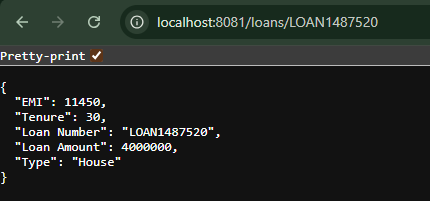 localhost:8081/loans/LOAN1487520
Pretty-print
{
"EMI": 11450,
"Tenure": 30,
"Loan Number": "LOAN1487520",
"Loan Amount": 4000000,
"Type": "House"
}